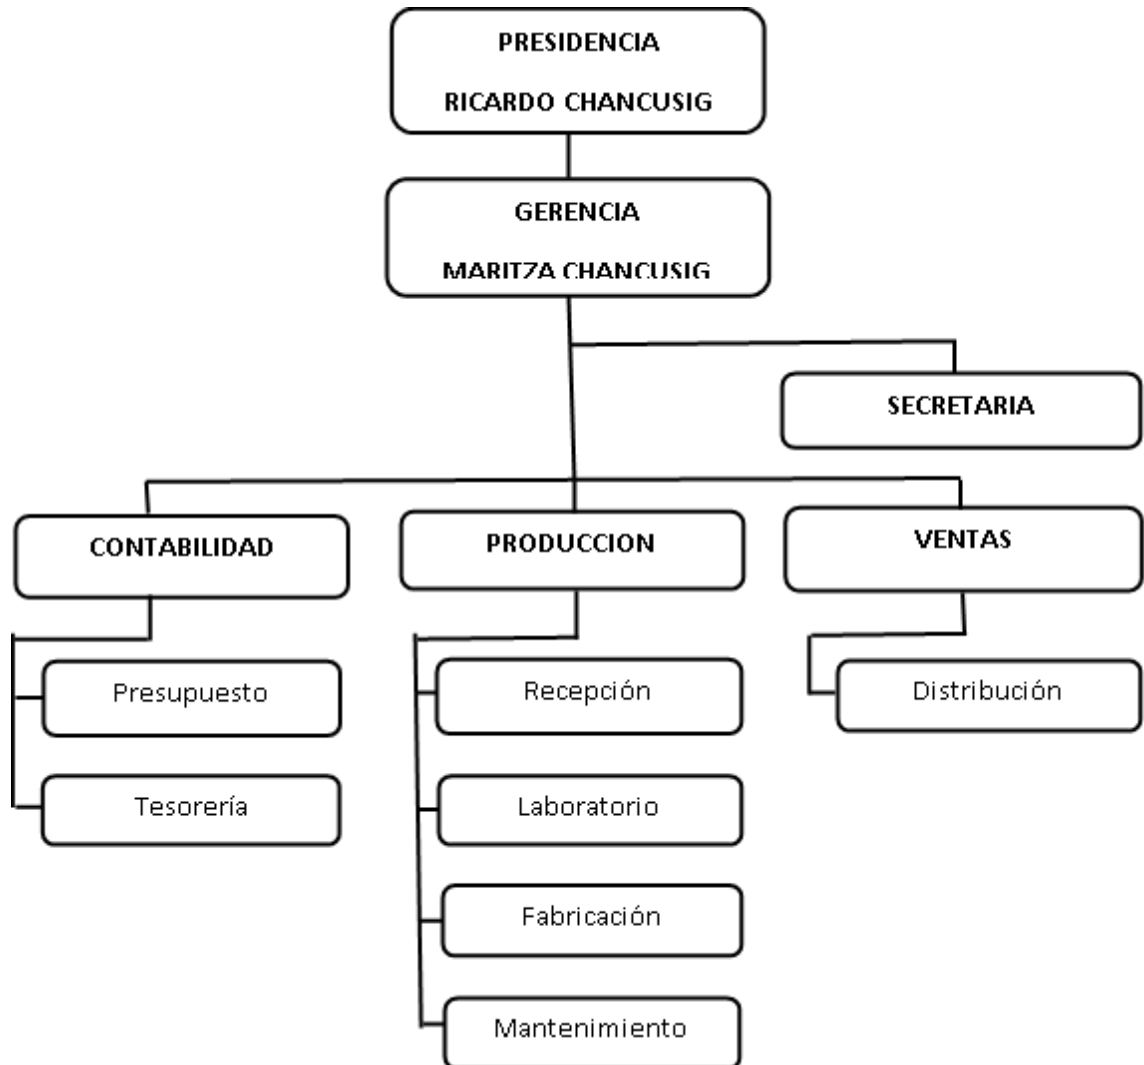 PRESIDENCIA
RICARDO CHANCUSIG
GERENCIA
MARITZA CHANCUSIG
SECRETARIA
CONTABILIDAD
PRODUCCION
VENTAS
Presupuesto
Recepción
Distribución
Tesorería
Laboratorio
Fabricación
Mantenimiento